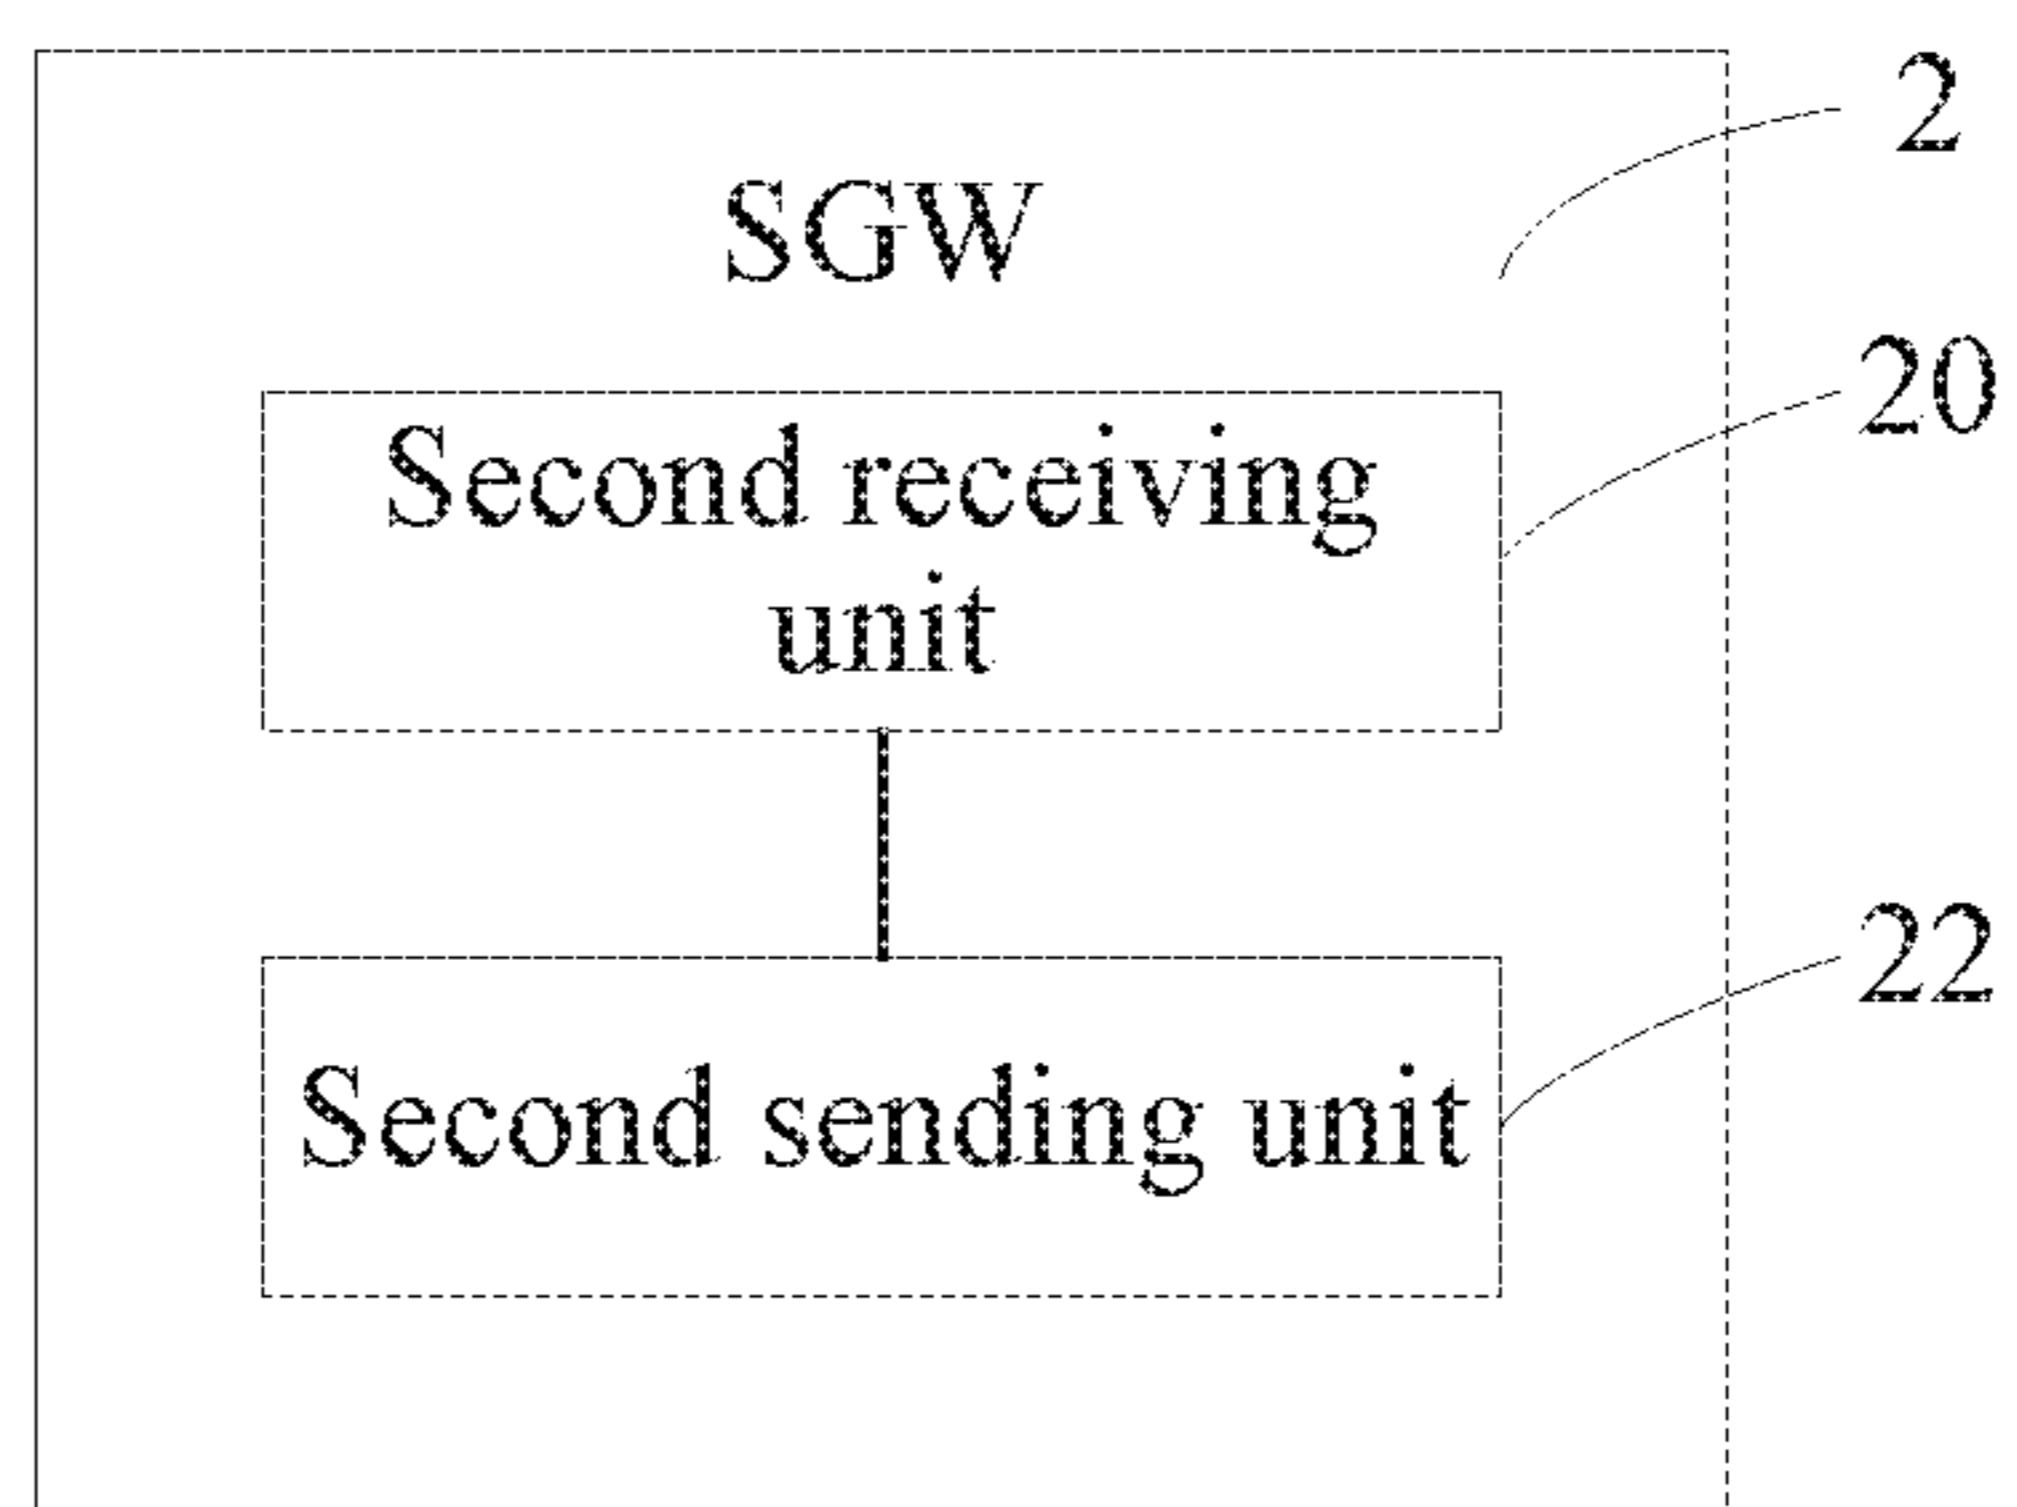 2
SGW
20
Second receiving
unit
22
Second sending unit